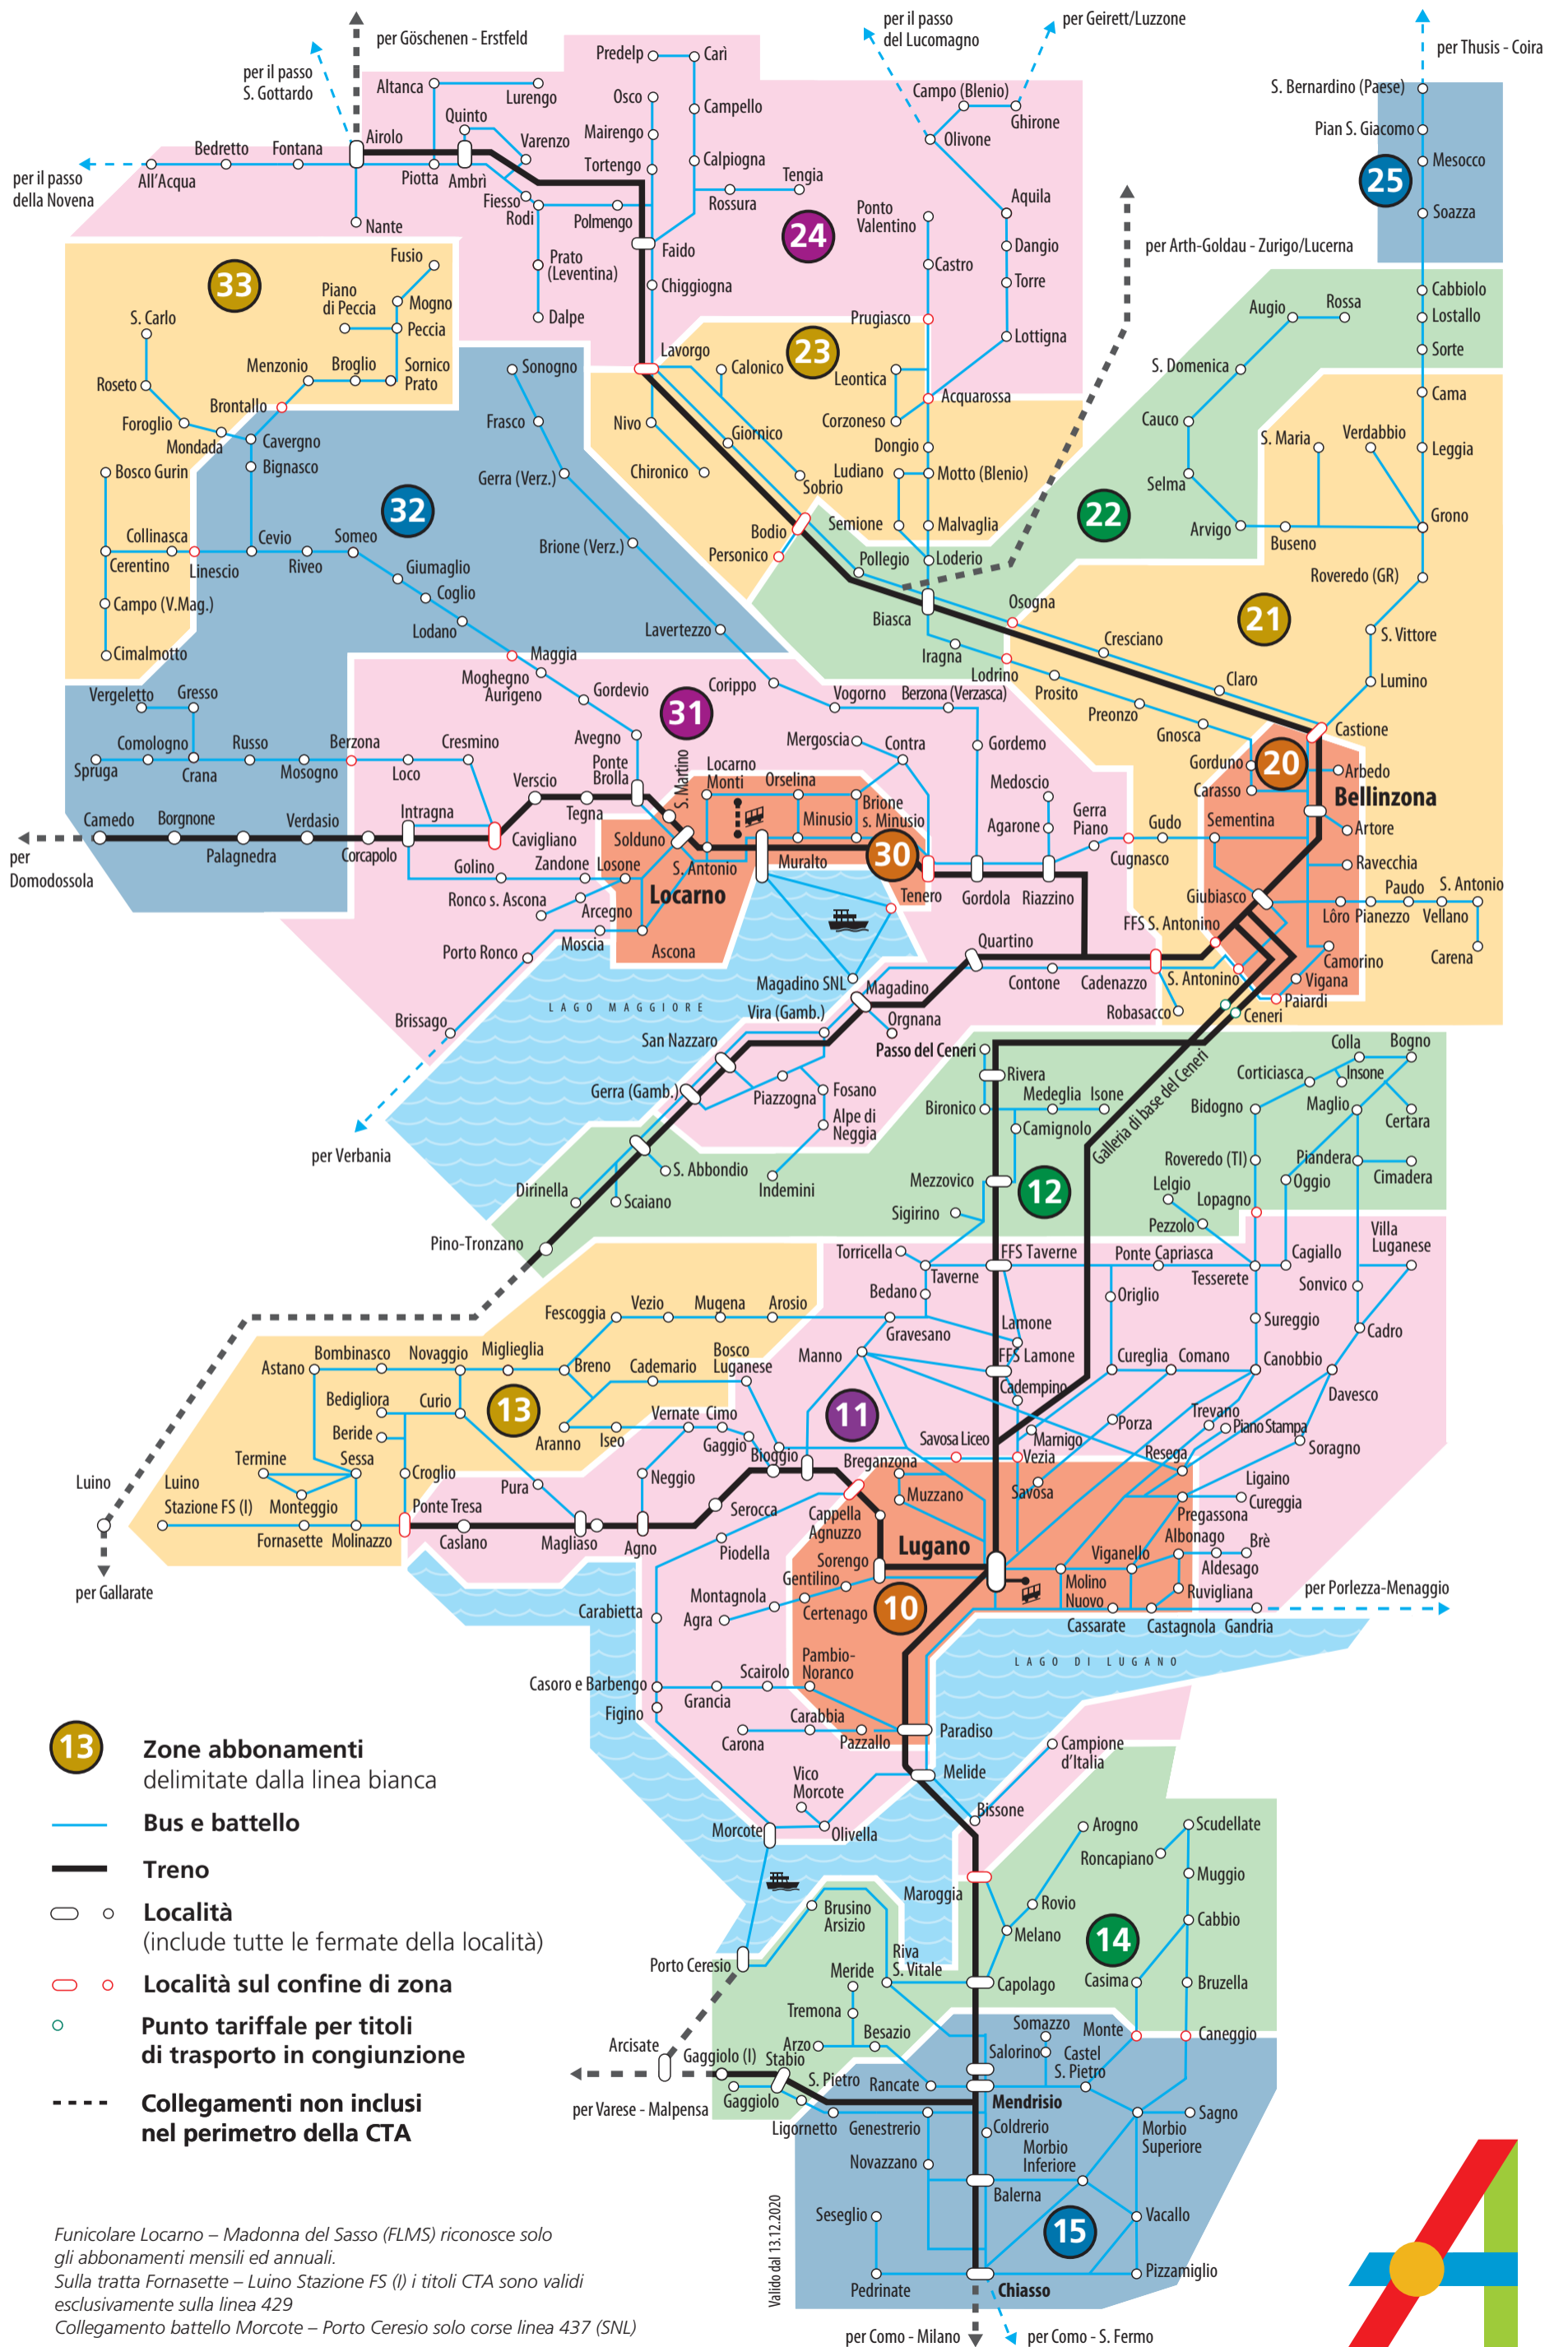 per Göschenen - Erstfeld
per il passo
S. Gottardo
per il passo
del Lucomagno
per Geirett/Luzzone
per Thusis - Coira
per il passo
della Novena
per Arth-Goldau - Zurigo/Lucerna
Predelp
Carì
Altanca
Lurengo
Osco
Campello
Quinto
Varenzo
Mairengo
Airolo
Bedretto
Fontana
All'Acqua
Piotta
Ambrì
Tortengo
Calpiogna
Tengia
Rossura
Fiesso
Rodi
Polmengo
Nante
Faido
Prato
(Leventina)
Chiggiogna
Dalpe
24
Campo (Blenio)
Ghirone
Olivone
Aquila
Ponto
Valentino
Dangio
Castro
Torre
Prugiasco
Lottigna
S. Bernardino (Paese)
Pian S. Giacomo
Mesocco
25
Soazza
Cabbiolo
Lostallo
Sorte
Augio
Rossa
S. Domenica
Cauco
Selma
Arvigo
Buseno
22
Cama
S. Maria
Verdabbio
Leggia
Grono
Roveredo (GR)
S. Vittore
Lumino
21
33
Fusio
Piano
di Peccia
Mogno
S. Carlo
Peccia
Menzonio
Broglio
Sornico
Prato
Roseto
Brontallo
Foroglio
Mondada
Cavergno
Bignasco
Bosco Gurin
Collinasca
Cerentino
Linescio
Cevio
Riveo
Someo
Giumaglio
Coglio
Lodano
Campo (V.Mag.)
Cimalmotto
32
Sonogno
Frasco
Gerra (Verz.)
Brione (Verz.)
Lavertezzo
Corippo
Vogorno
Berzona (Verzasca)
Gordemo
Lavorgo
Calonico
23
Leontica
Acquarossa
Corzoneso
Nivo
Giornico
Dongio
Chironico
Sobrio
Ludiano
Motto (Blenio)
Semione
Malvaglia
Bodio
Personico
Pollegio
Loderio
Biasca
Iragna
Osogna
Lodrino
Cresciano
Prosito
Claro
Preonzo
Gnosca
Castione
Gorduno
20
Arbedo
Carasso
Bellinzona
Sementina
Artore
Ravecchia
Giubiasco
Lôro
Pianezzo
Paudo
Vellano
S. Antonio
Carena
FFS S. Antonino
S. Antonino
Camorino
Vigana
Paiardi
Ceneri
Vergeletto
Gresso
Comologno
Spruga
Crana
Russo
Mosogno
Berzona
Loco
Cresmino
Maggia
Moghegno
Aurigeno
Gordevio
31
Avegno
Ponte
Brolla
Verscio
Tegna
Intragna
Cavigliano
Camedo
Borgnone
Palagnedra
Verdasio
Corcapolo
per
Domodossola
Golino
Zandone
Losone
Solduno
S. Martino
Locarno
Monti
Orselina
Minusio
Brione
s. Minusio
30
Mergoscia
Contra
S. Antonio
Muralto
Tenero
Locarno
Ronco s. Ascona
Arcegno
Moscia
Ascona
Porto Ronco
Brissago
per Verbania
LAGO MAGGIORE
Medoscio
Agarone
Gerra
Piano
Gudo
Cugnasco
Gordola
Riazzino
Quartino
Contone
Cadenazzo
Robasacco
Magadino SNL
Magadino
Orgnana
Vira (Gamb.)
San Nazzaro
Gerra (Gamb.)
Piazzogna
Fosano
Alpe di
Neggia
Indemini
S. Abbondio
Scaiano
Dirinella
Pino-Tronzano
Passo del Ceneri
Rivera
Bironico
Medeglia
Isone
Camignolo
Mezzovico
12
Sigirino
Galleria di base del Ceneri
Colla
Bogno
Corticiasca
Insone
Bidogno
Maglio
Certara
Roveredo (TI)
Piandera
Cimadera
Oggio
Lelgio
Lopagno
Pezzolo
Villa
Luganese
Torricella
Taverne
FFS Taverne
Ponte Capriasca
Tesserete
Cagiallo
Sonvico
Bedano
Origlio
Sureggio
Cadro
Gravesano
Lamone
Manno
FFS Lamone
Cadempino
Cureglia
Comano
Canobbio
Davesco
11
Porza
Trevano
Piano Stampa
Soragno
Savosa Liceo
Marnigo
Vezia
Resega
Savosa
Ligaino
Cureggia
Pregassona
Albonago
Brè
Viganello
Aldesago
Ruvigliana
Molino
Nuovo
Cassarate
Castagnola
Gandria
per Porlezza-Menaggio
LAGO DI LUGANO
Fescoggia
Vezio
Mugena
Arosio
Bombinasco
Astano
Novaggio
Miglieglia
Breno
Cademario
Bosco
Luganese
Bedigliora
Curio
13
Beride
Aranno
Iseo
Vernate
Cimo
Gaggio
Bioggio
Termine
Sessa
Croglio
Luino
Luino
Stazione FS (I)
Monteggio
Fornasette
Molinazzo
Ponte Tresa
Caslano
Pura
Magliaso
Neggio
Agno
Serocca
Breganzona
Muzzano
Cappella
Agnuzzo
Piodella
Lugano
Sorengo
Gentilino
Montagnola
Certenago
Agra
10
Carabietta
per Gallarate
Pambio-
Noranco
Scairolo
Casoro e Barbengo
Grancia
Figino
Carabbia
Carona
Pazzallo
Paradiso
Melide
Campione
d'Italia
Vico
Morcote
Bissone
Morcote
Olivella
Maroggia
Arogno
Scudellate
Roncapiano
Muggio
Rovio
Melano
Cabbio
14
Casima
Bruzella
Monte
Caneggio
Brusino
Arsizio
Porto Ceresio
Riva
S. Vitale
Capolago
Meride
Tremona
Arzo
Besazio
Somazzo
Salorino
Castel
S. Pietro
Arcisate
Gaggiolo (I)
Stabio
S. Pietro
Rancate
Mendrisio
Gaggiolo
per Varese - Malpensa
Ligornetto
Genestrerio
Coldrerio
Morbio
Superiore
Sagno
Morbio
Inferiore
Novazzano
Balerna
15
Vacallo
Seseglio
Pedrinate
Chiasso
Pizzamiglio
per Como - Milano
per Como - S. Fermo
Valido dal 13.12.2020
13
Zone abbonamenti
delimitate dalla linea bianca
Bus e battello
Treno
Località
(include tutte le fermate della località)
Località sul confine di zona
Punto tariffale per titoli
di trasporto in congiunzione
Collegamenti non inclusi
nel perimetro della CTA
Funicolare Locarno – Madonna del Sasso (FLMS) riconosce solo
gli abbonamenti mensili ed annuali.
Sulla tratta Fornasette – Luino Stazione FS (I) i titoli CTA sono validi
esclusivamente sulla linea 429
Collegamento battello Morcote – Porto Ceresio solo corse linea 437 (SNL)